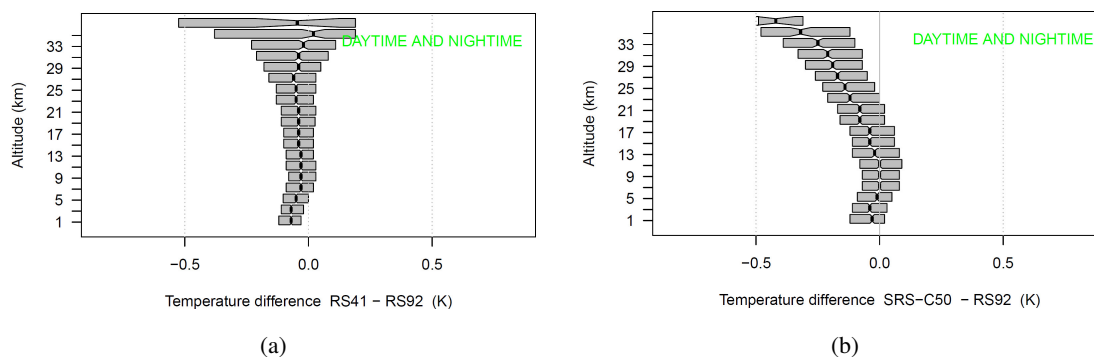 DAYTIME AND NIGHTIME
33
29
25
21
17
13
9
5
1
Altitude (km)
−0.5 0.0 0.5
Temperature difference RS41 − RS92 (K)
(a)
DAYTIME AND NIGHTIME
33
29
25
21
17
13
9
5
1
Altitude (km)
−0.5 0.0 0.5
Temperature difference SRS−C50 − RS92 (K)
(b)